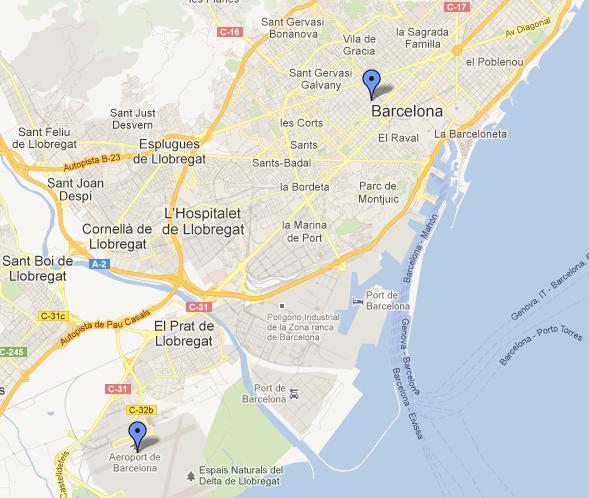 les Planes
C-17
C-16
Sant Gervasi
Bonanova
Vila de
Gracia
la Sagrada
Familla
Av Diagonal
el Poblenou
Sant Gervasi
Galvany
Barcelona
Sant Just
Desvern
Sant Feliu
de Llobregat
les Corts
El Raval
La Barceloneta
Esplugues
de Llobregat
Sants
Autopista B-23
Sants-Badal
Sant Joan
Despí
la Bordeta
Parc de
Montjuic
L'Hospitalet
de Llobregat
Cornellà de
Llobregat
la Marina
de Port
Barcelona - Mahón
Sant Boi de
Llobregat
A-2
Genova, IT - Barcelona,
C-31
Port de
Barcelona
C-31c
Autopista de Pau Casals
El Prat de
Llobregat
Polígono Industrial
de la Zona ranca
de Barcelona
Genova - Barcelon
Barcelona - Porto Torres
C-245
Barcelona - Eivissa
C-31
Port de
Barcelona
C-32b
Aeroport de
Barcelona
Castelldefels
Espais Naturals del
Delta de Llobregat